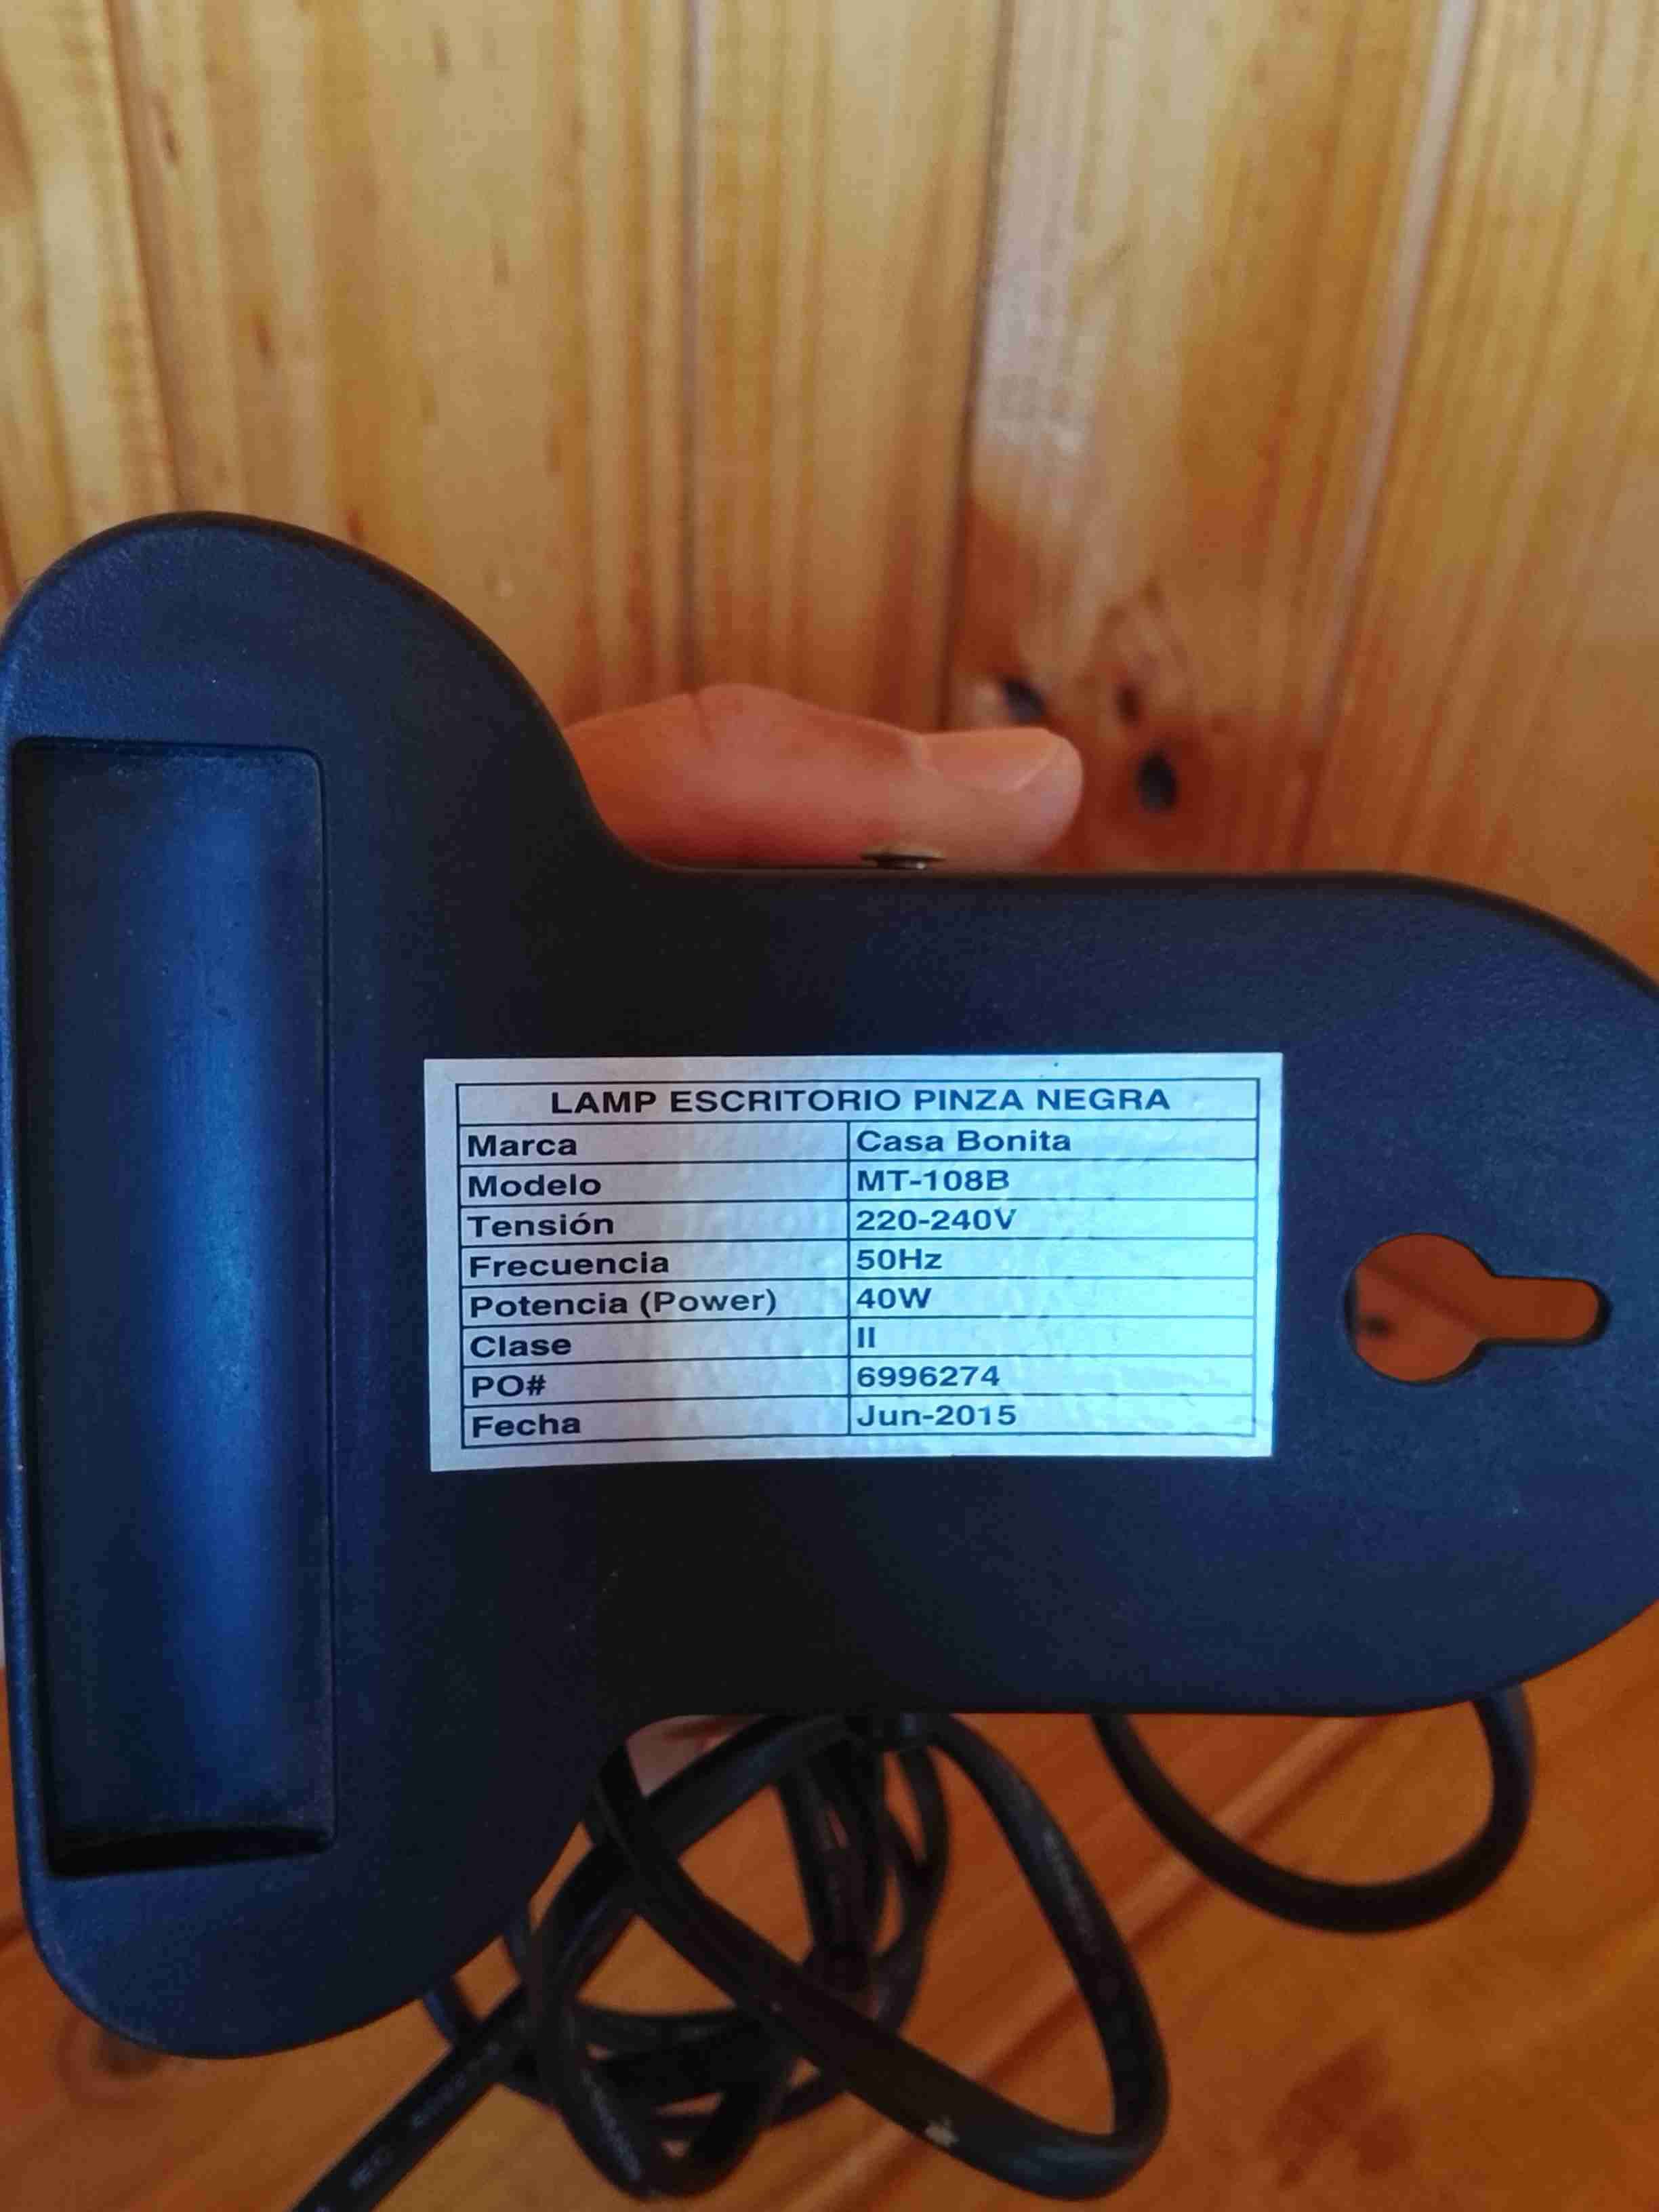 LAMP ESCRITORIO PINZA NEGRA
Marca Casa Bonita
Modelo MT-108B
Tensión 220-240V
Frecuencia 50Hz
Potencia (Power) 40W
Clase II
PO# 6996274
Fecha Jun-2015